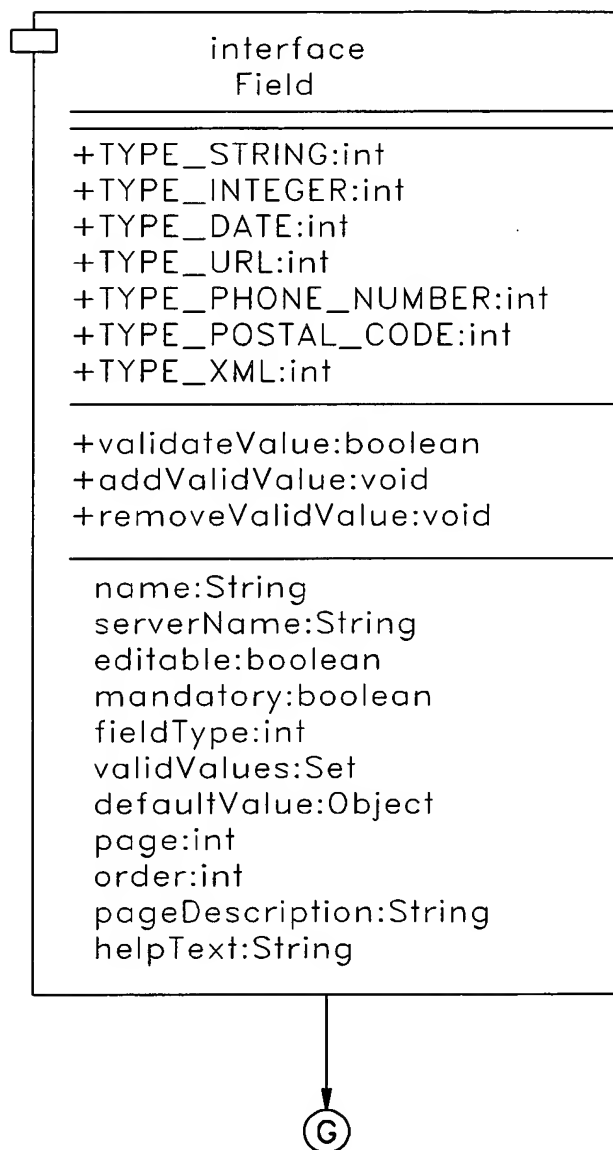 interface
Field
+TYPE_STRING:int
+TYPE_INTEGER:int
+TYPE_DATE:int
+TYPE_URL:int
+TYPE_PHONE_NUMBER:int
+TYPE_POSTAL_CODE:int
+TYPE_XML:int
+validateValue:boolean
+addValidValue:void
+removeValidValue:void
name:String
serverName:String
editable:boolean
mandatory:boolean
fieldType:int
validValues:Set
defaultValue:Object
page:int
order:int
pageDescription:String
helpText:String
G